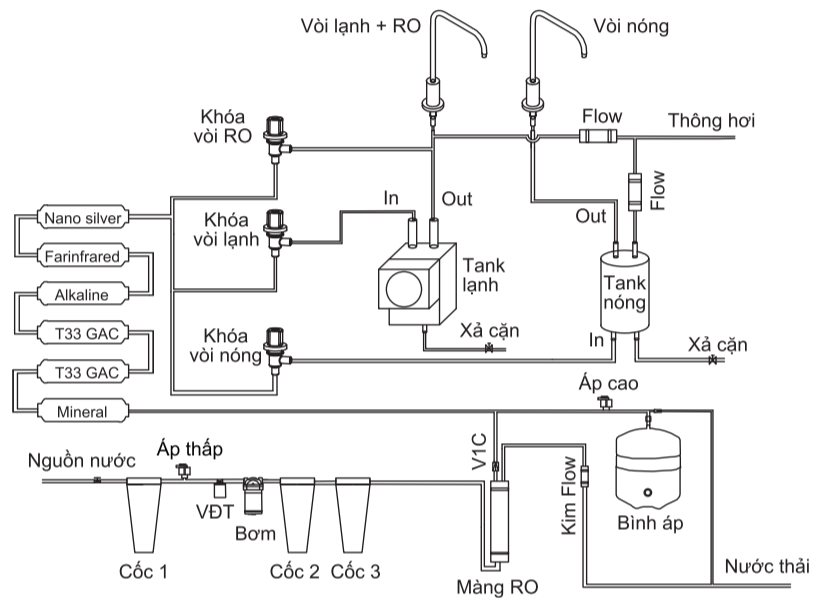 Vòi lạnh + RO
Vòi nóng
Khóa
vòi RO
Flow
Thông hơi
Flow
In
Out
Out
Nano silver
Khóa
vòi lạnh
Farinfrared
Tank
lạnh
Tank
nóng
Alkaline
T33 GAC
Khóa
vòi nóng
Xả cặn
In
Xả cặn
T33 GAC
Mineral
Áp cao
Nguồn nước
Áp thấp
V1C
Kim Flow
VĐT
Bơm
Bình áp
Cốc 1
Cốc 2
Cốc 3
Màng RO
Nước thải